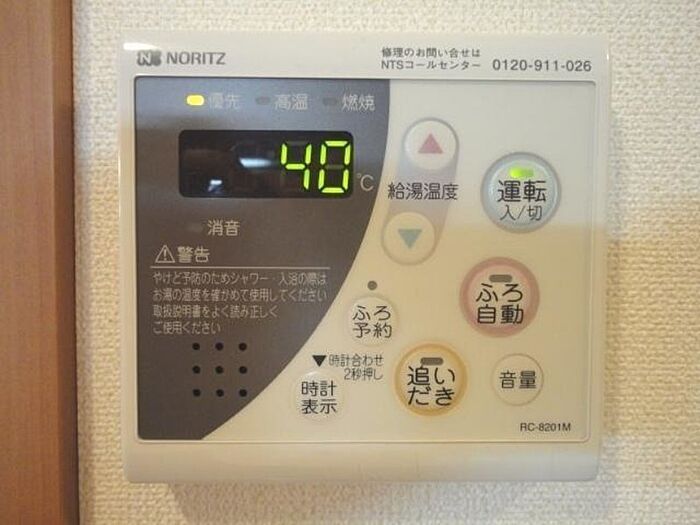 NORITZ
修理のお問い合せは
NTSコールセンター 0120-911-026
優先 高温 燃焼
40℃
給湯温度
運転
入/切
消音
警告
やけど予防のためシャワー・入浴の際は
お湯の温度を確かめて使用してください
取扱説明書をよく読み正しく
ご使用ください
ふろ
自動
ふろ
予約
▼時計合わせ
2秒押し
時計
表示
追い
だき
音量
RC-8201M